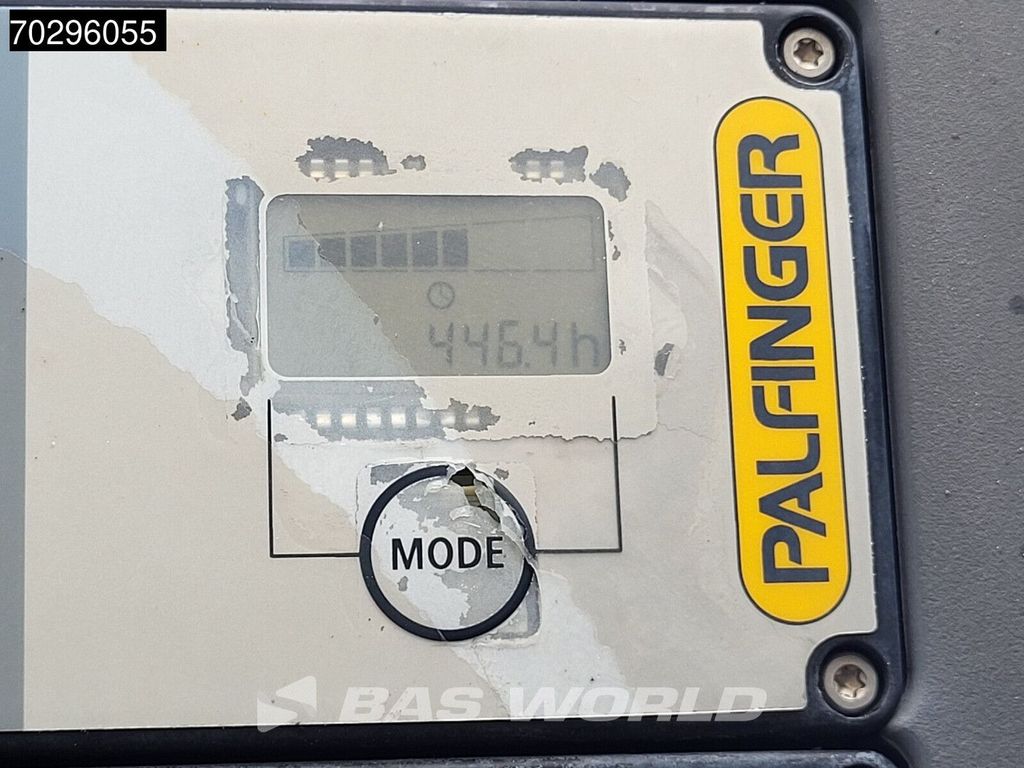 70296055
446.4h
MODE
PALFINGER
BAS WORLD